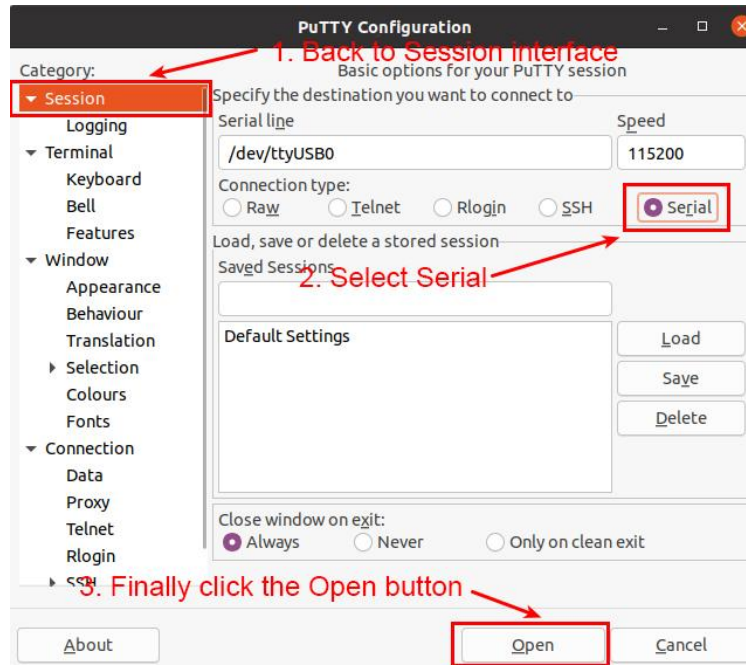 PuTTY Configuration
1. Back to Session interface
Category:
Basic options for your PuTTY session
Session
Specify the destination you want to connect to
Logging
Serial line
Speed
Terminal
/dev/ttyUSB0
115200
Keyboard
Connection type:
Bell
Raw Telnet Rlogin SSH Serial
Features
Load, save or delete a stored session
Window
Saved Sessions
2. Select Serial
Appearance
Behaviour
Translation
Default Settings
Load
Selection
Save
Colours
Fonts
Delete
Connection
Data
Proxy
Telnet
Close window on exit:
Always Never Only on clean exit
Rlogin
SSH
3. Finally click the Open button
About
Open
Cancel